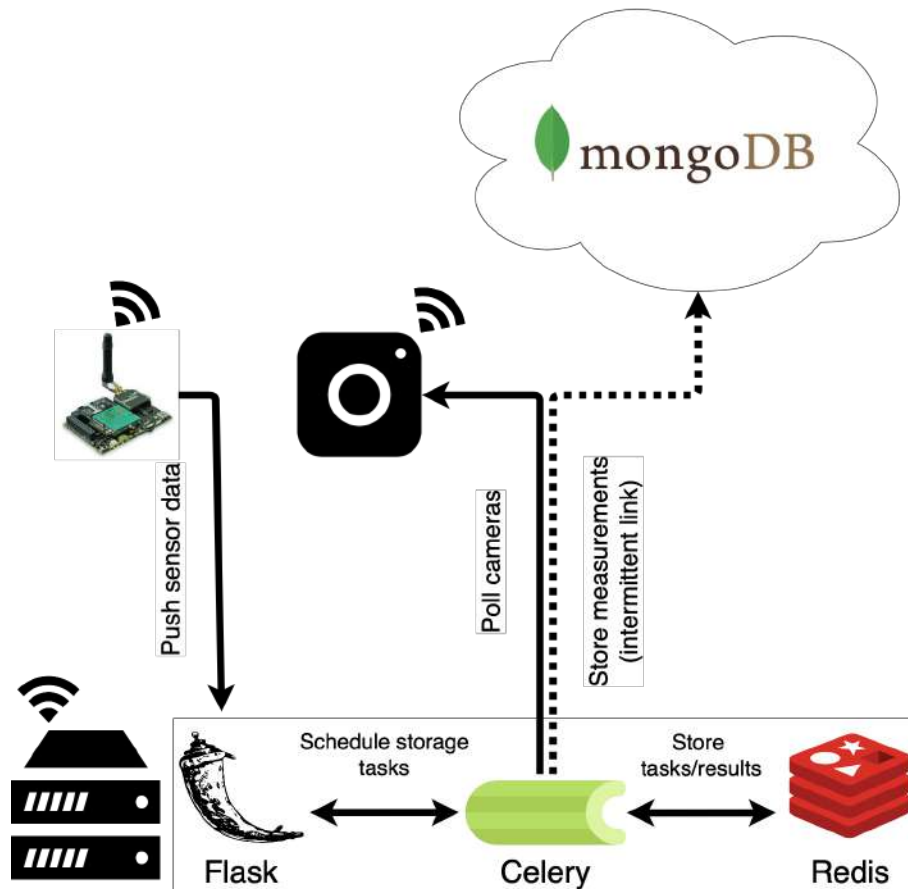 mongoDB
Push sensor data
Poll cameras
Store measurements
(intermittent link)
Schedule storage
tasks
Store
tasks/results
Flask
Celery
Redis